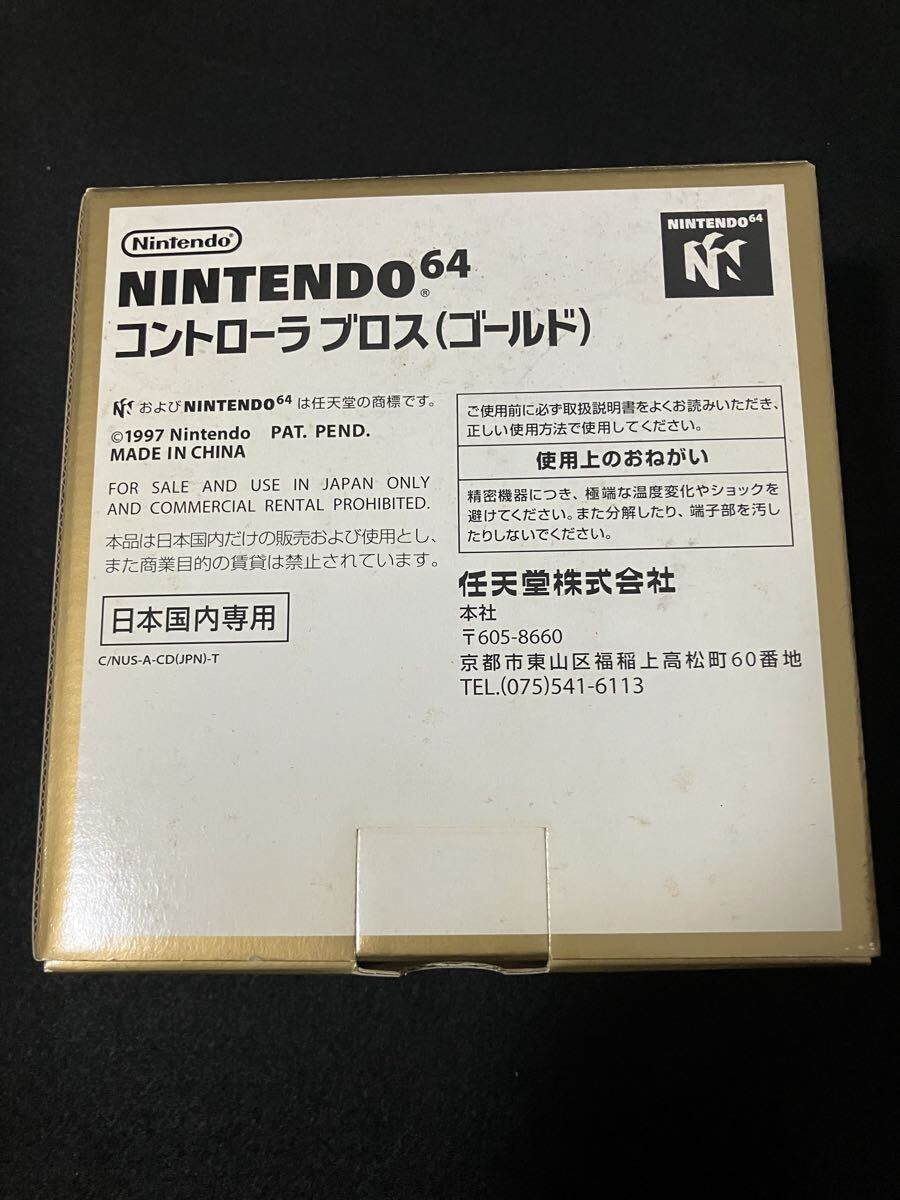 Nintendo®
NINTENDO64®
コントローラ ブロス(ゴールド)
NINTENDO64
および NINTENDO64 は任天堂の商標です。
©1997 Nintendo PAT. PEND.
MADE IN CHINA
FOR SALE AND USE IN JAPAN ONLY
AND COMMERCIAL RENTAL PROHIBITED.
本品は日本国内だけの販売および使用とし、
また商業目的の賃貸は禁止されています。
日本国内専用
C/NUS-A-CD(JPN)-T
ご使用前に必ず取扱説明書をよくお読みいただき、
正しい使用方法で使用してください。
使用上のおねがい
精密機器につき、極端な温度変化やショックを
避けてください。また分解したり、端子部を汚し
たりしないでください。
任天堂株式会社
本社
〒605-8660
京都市東山区福稲上高松町60番地
TEL.(075)541-6113